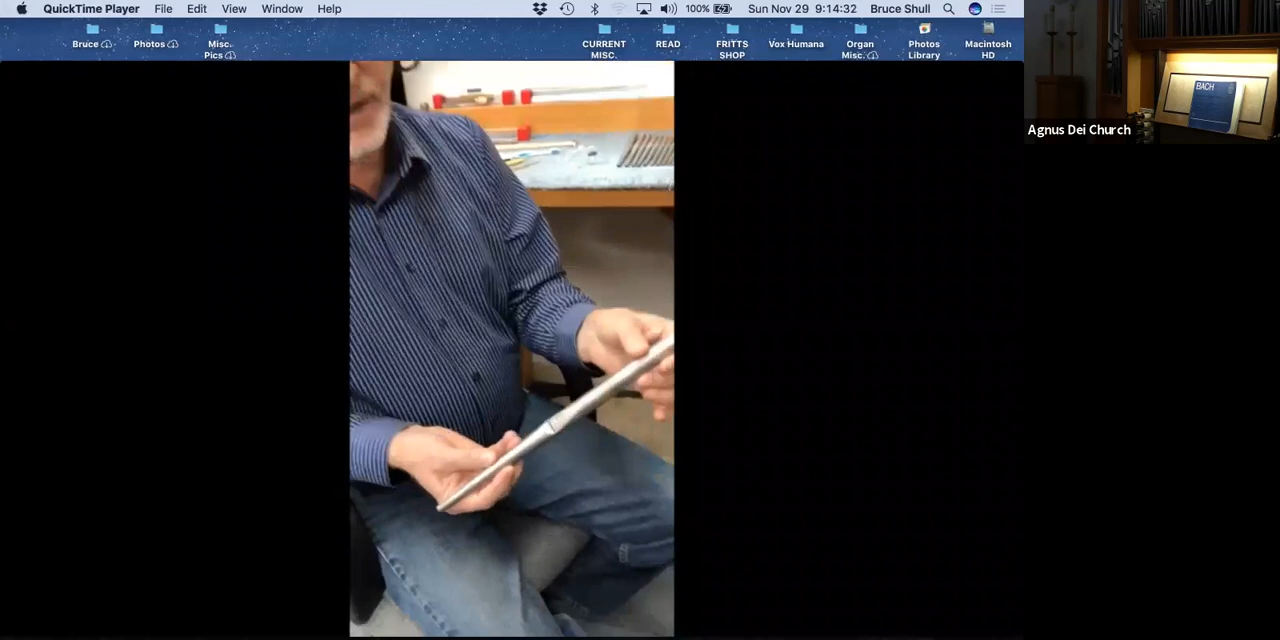 QuickTime Player File Edit View Window Help 100% Sun Nov 29 9:14:32 Bruce Shull
Bruce Photos Misc. Pics CURRENT MISC. READ FRITTS SHOP Vox Humana Organ Misc. Photos Library Macintosh HD
BACH
Agnus Dei Church